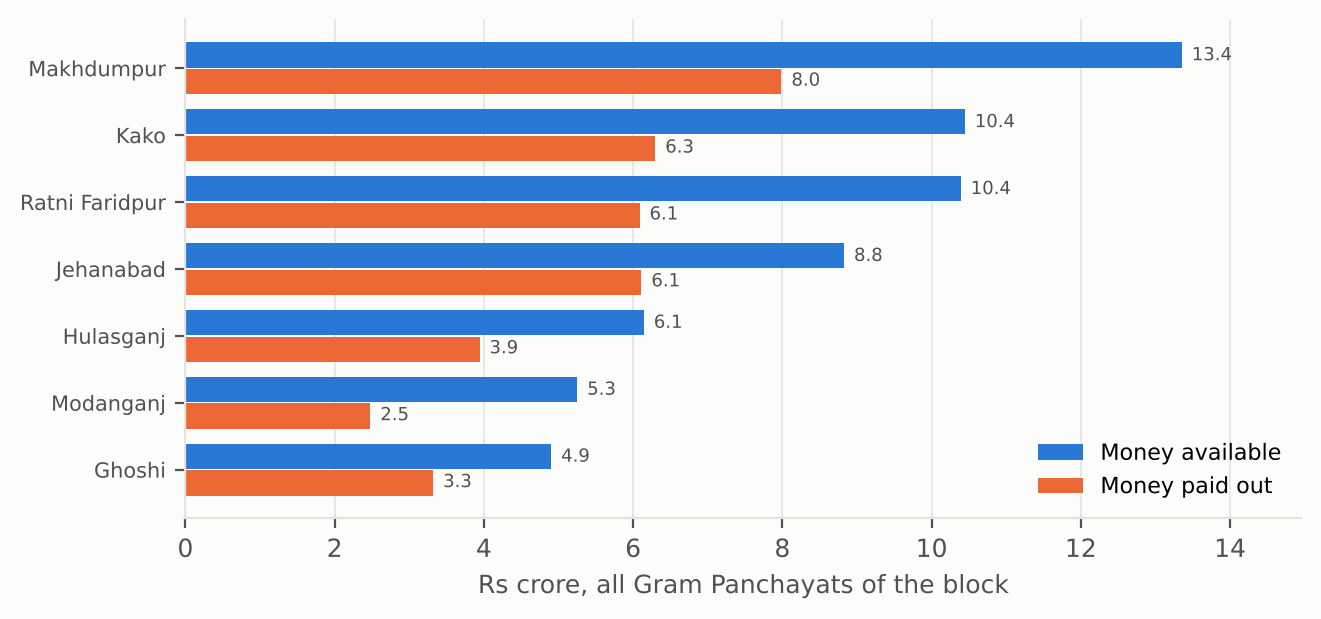 Makhdumpur
13.4
8.0
Kako
10.4
6.3
Ratni Faridpur
10.4
6.1
Jehanabad
8.8
6.1
Hulasganj
6.1
3.9
Modanganj
5.3
2.5
Ghoshi
4.9
3.3
Money available
Money paid out
0 2 4 6 8 10 12 14
Rs crore, all Gram Panchayats of the block